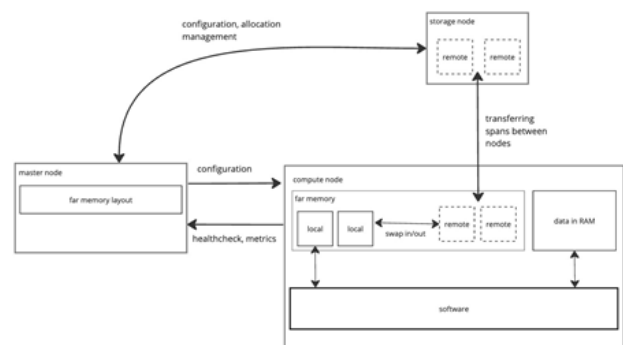 configuration, allocation
management
storage node
remote
remote
transferring
spans between
nodes
master node
far memory layout
configuration
healthcheck, metrics
compute node
far memory
local
local
swap in/out
remote
remote
data in RAM
software